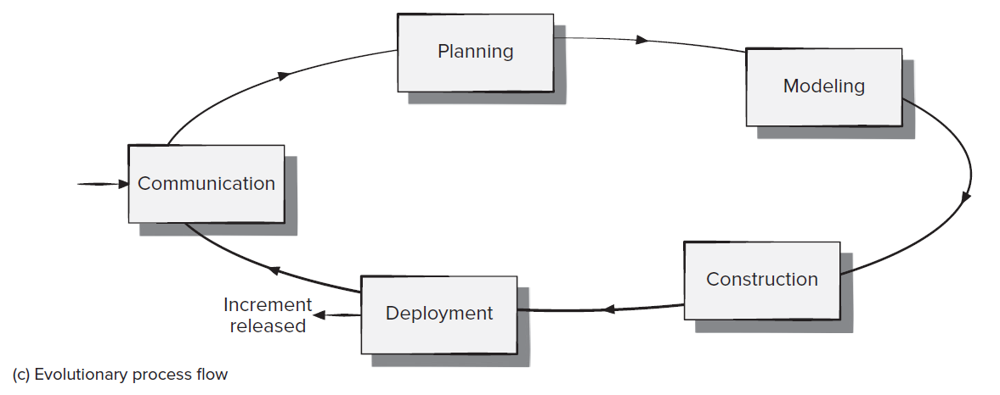 Planning
Modeling
Communication
Construction
Increment
released
Deployment
(c) Evolutionary process flow